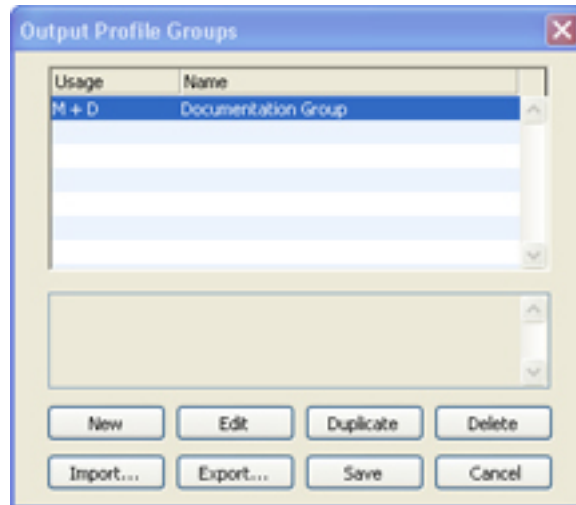 Output Profile Groups
Usage Name
M + D Documentation Group
New Edit Duplicate Delete
Import... Export... Save Cancel